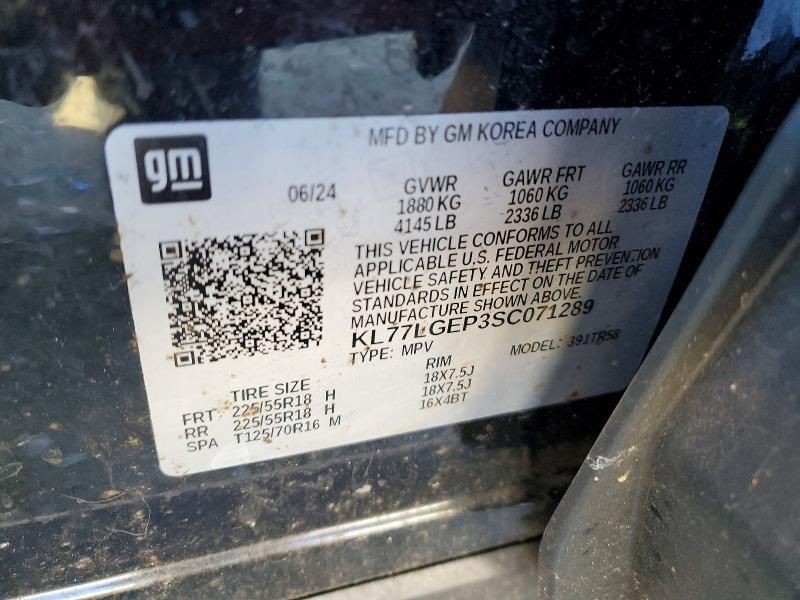 MFD BY GM KOREA COMPANY
gm
06/24
GVWR GAWR FRT GAWR RR
1880 KG 1060 KG 1060 KG
4145 LB 2336 LB 2336 LB
THIS VEHICLE CONFORMS TO ALL
APPLICABLE U.S. FEDERAL MOTOR
VEHICLE SAFETY AND THEFT PREVENTION
STANDARDS IN EFFECT ON THE DATE OF
MANUFACTURE SHOWN ABOVE.
KL77LGEP3SC071289
TYPE: MPV MODEL: 391TR58
TIRE SIZE RIM
FRT 225/55R18 H 18X7.5J
RR 225/55R18 H 18X7.5J
SPA T125/70R16 M 16X4BT